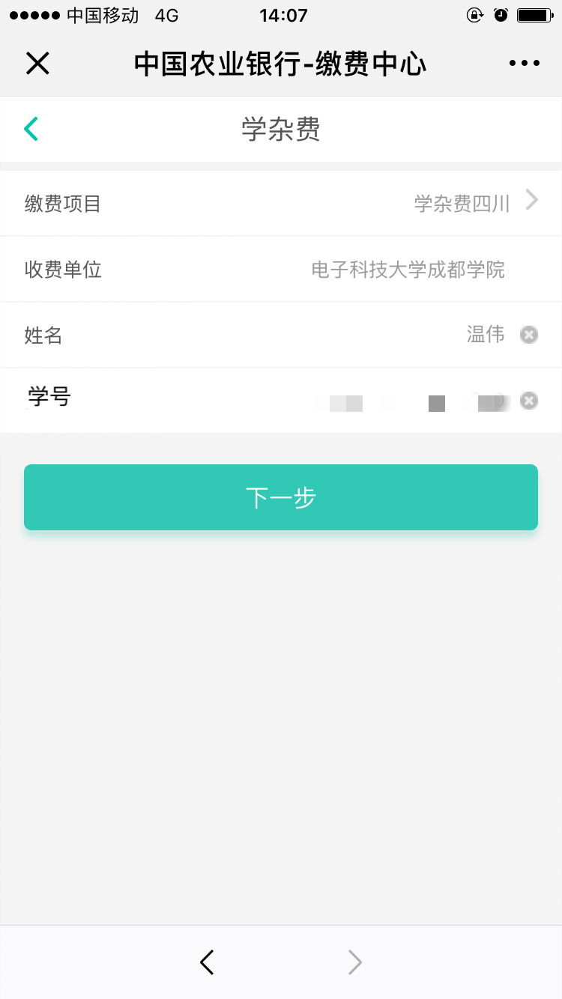 中国移动 4G 14:07
中国农业银行-缴费中心
学杂费
缴费项目 学杂费四川
收费单位 电子科技大学成都学院
姓名 温伟
学号
下一步